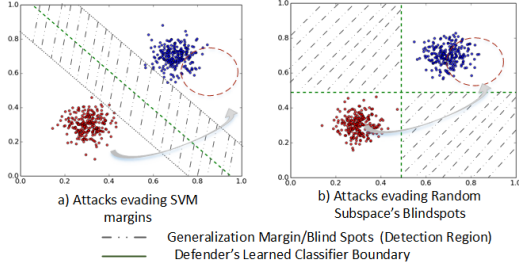 1.0
0.8
0.6
0.4
0.2
0.0
0.0 0.2 0.4 0.6 0.8 1.0
a) Attacks evading SVM
margins
1.0
0.8
0.6
0.4
0.2
0.0
0.0 0.2 0.4 0.6 0.8 1.0
b) Attacks evading Random
Subspace's Blindspots
Generalization Margin/Blind Spots (Detection Region)
Defender's Learned Classifier Boundary